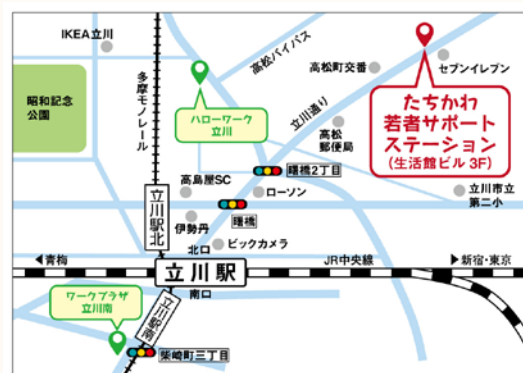 IKEA立川
高松バイパス
高松町交番
セブンイレブン
昭和記念
公園
多摩モノレール
ハローワーク
立川
立川通り
たちかわ
若者サポート
ステーション
(生活館ビル 3F)
高松
郵便局
曙橋2丁目
高島屋SC
ローソン
立川市立
第二小
曙橋
伊勢丹
立川駅北
北口
ビックカメラ
青梅
立川駅
JR中央線
新宿・東京
南口
ワークプラザ
立川南
立川駅南
柴崎町三丁目